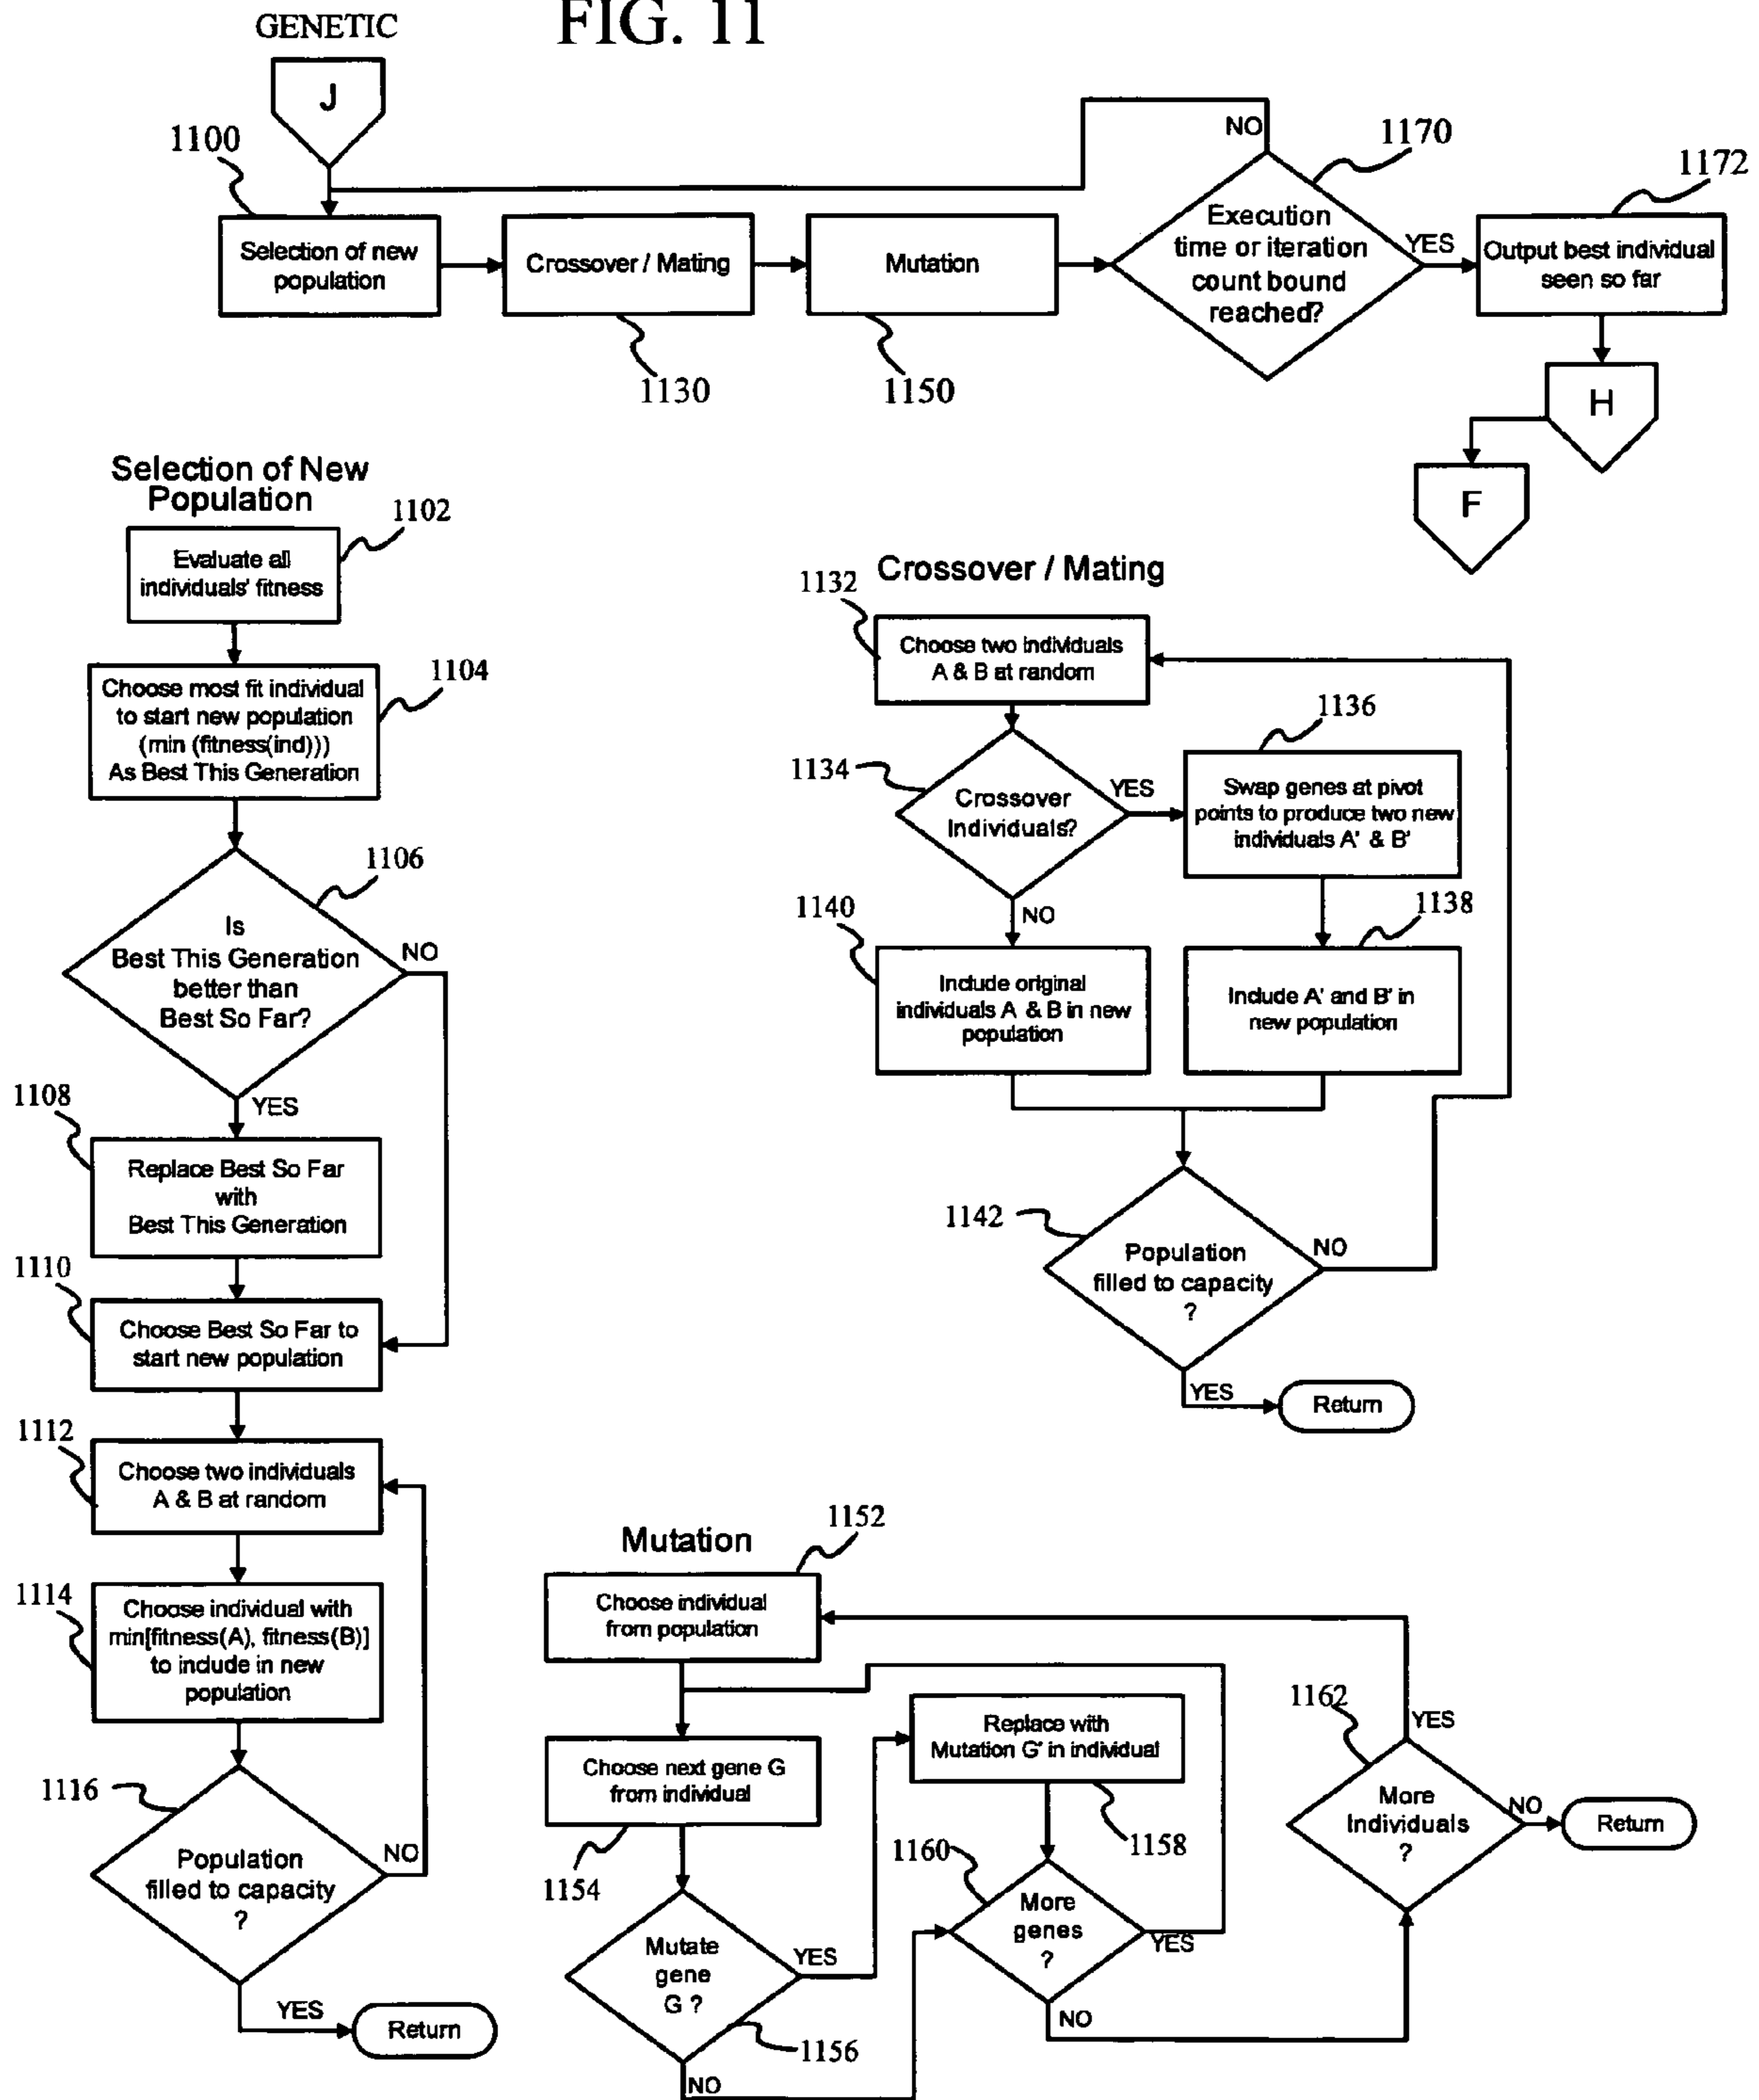 FIG. 11
GENETIC
J
1100
Selection of new
population
Crossover / Mating
1130
Mutation
1150
NO
1170
Execution
time or iteration
count bound
reached?
YES
1172
Output best individual
seen so far
H
F
Selection of New
Population
1102
Evaluate all
individuals' fitness
1104
Choose most fit individual
to start new population
(min (fitness(ind)))
As Best This Generation
1106
Is
Best This Generation
better than
Best So Far?
NO
YES
1108
Replace Best So Far
with
Best This Generation
1110
Choose Best So Far to
start new population
1112
Choose two individuals
A & B at random
1114
Choose individual with
min[fitness(A), fitness(B)]
to include in new
population
1116
Population
filled to capacity
?
NO
YES
Return
Crossover / Mating
1132
Choose two individuals
A & B at random
1134
Crossover
Individuals?
YES
1136
Swap genes at pivot
points to produce two new
individuals A' & B'
NO
1140
Include original
individuals A & B in new
population
1138
Include A' and B' in
new population
1142
Population
filled to capacity
?
NO
YES
Return
Mutation
1152
Choose individual
from population
Choose next gene G
from individual
1154
Mutate
gene
G ?
YES
1156
NO
Replace with
Mutation G' in individual
1158
1160
More
genes
?
YES
NO
1162
YES
More
Individuals
?
NO
Return